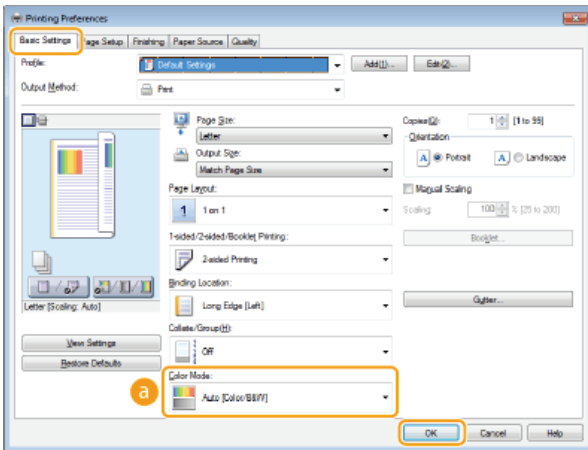 Printing Preferences
Basic Settings Page Setup Finishing Paper Source Quality
Profile: Default Settings Add(1)... Edit(2)...
Output Method: Print
Page Size:
Letter
Output Size:
Match Page Size
Copies(Q): 1 [1 to 99]
Orientation
A Portrait A Landscape
Page Layout:
1 1 on 1
Manual Scaling
Scaling: 100 % [25 to 200]
1-sided/2-sided/Booklet Printing:
2-sided Printing
Booklet...
Binding Location:
Long Edge [Left]
Gutter...
Letter [Scaling: Auto]
Collate/Group(H):
Off
View Settings
Restore Defaults
a
Color Mode:
Auto [Color/B&W]
OK Cancel Help